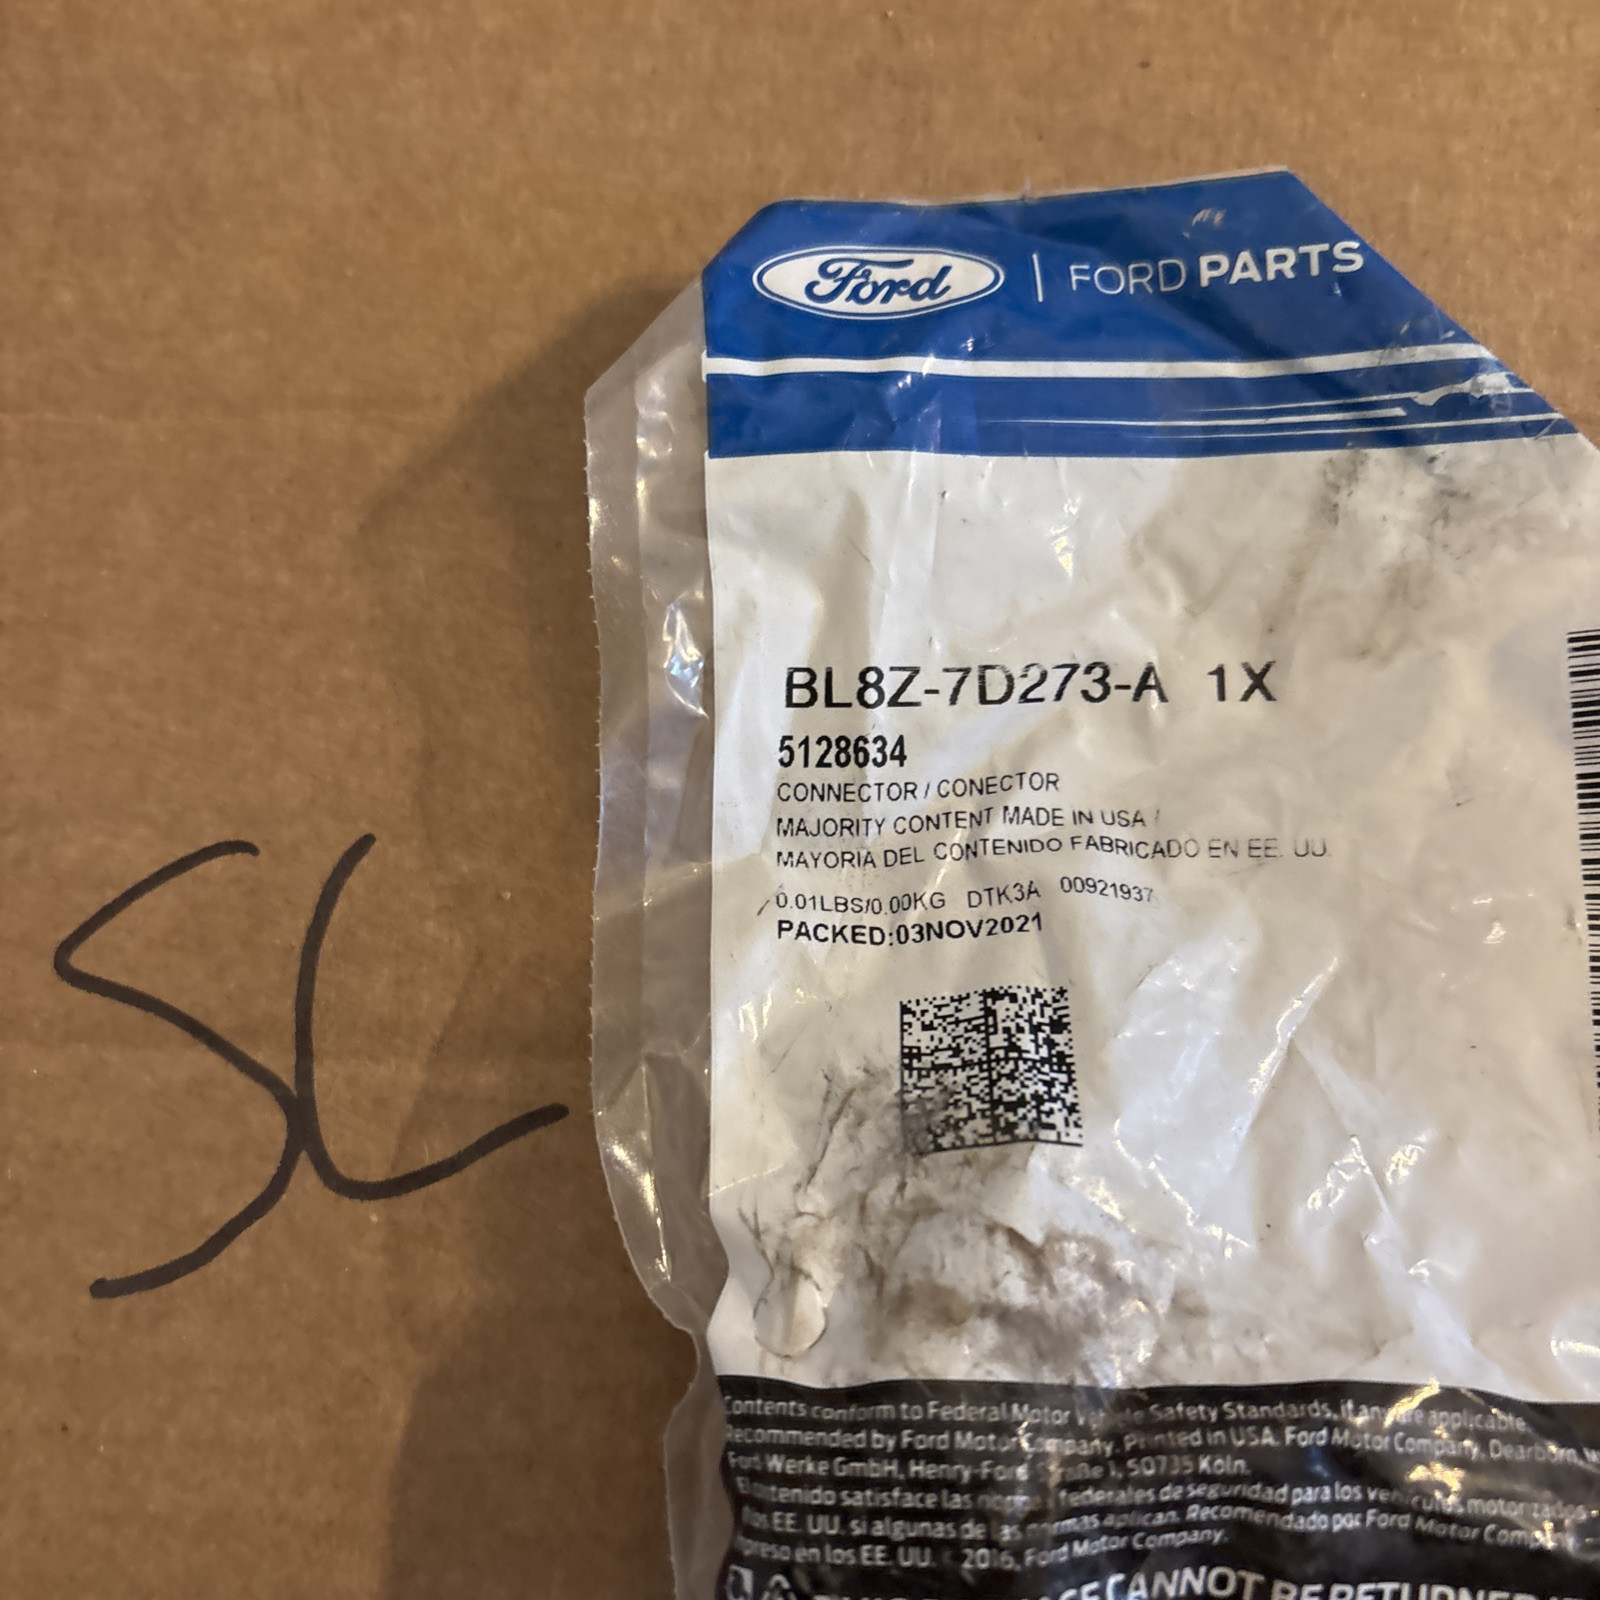 Ford | FORD PARTS
BL8Z-7D273-A 1X
5128634
CONNECTOR / CONECTOR
MAJORITY CONTENT MADE IN USA /
MAYORIA DEL CONTENIDO FABRICADO EN EE. UU.
0.01LBS/0.00KG DTK3A 00921937
PACKED:03NOV2021
SL
Contents conform to Federal Motor Vehicle Safety Standards, if any are applicable.
Recommended by Ford Motor Company. Printed in USA. Ford Motor Company, Dearborn,
Ford Werke GmbH, Henry-Ford Straße 1, 50735 Köln.
El contenido satisface las normas federales de seguridad para los vehículos motorizados
EE. UU. si algunas de las normas aplican. Recomendado por Ford Motor Company
Impreso en los EE. UU. © 2016, Ford Motor Company.
CANNOT BE RETURNED